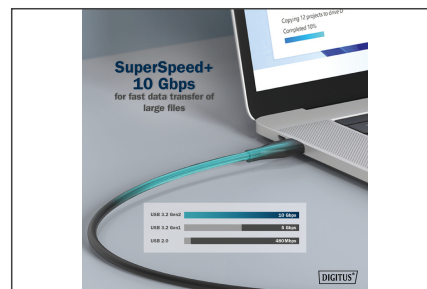 Copying 12 projects to drive D
Completed 10%
SuperSpeed+
10 Gbps
for fast data transfer of
large files
USB 3.2 Gen2 10 Gbps
USB 3.2 Gen1 5 Gbps
USB 2.0 480Mbps
DIGITUS®